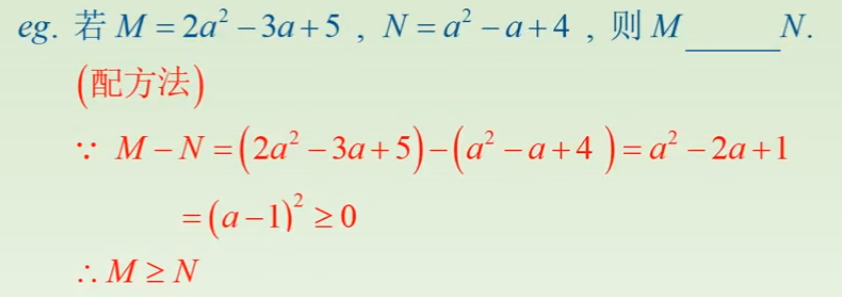 eg. 若 M = 2a² − 3a + 5 , N = a² − a + 4 , 则 M ______ N.
(配方法)
∵ M − N = (2a² − 3a + 5) − (a² − a + 4 ) = a² − 2a + 1
= (a − 1)² ≥ 0
∴ M ≥ N